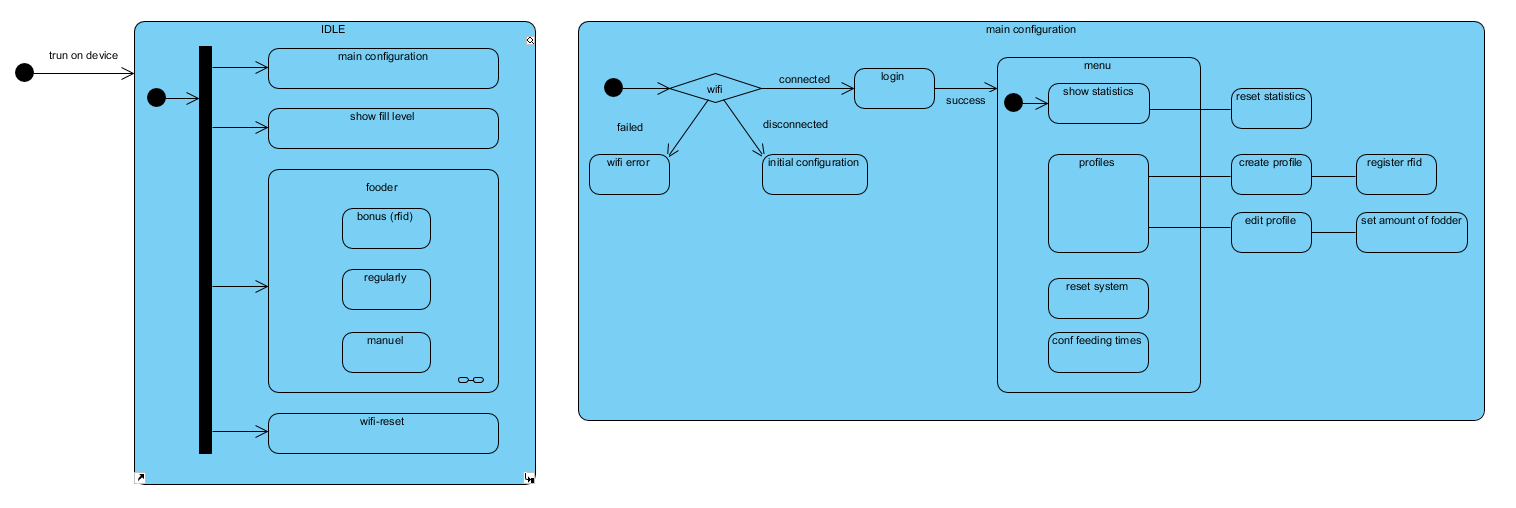 trun on device
IDLE
main configuration
show fill level
fooder
bonus (rfid)
regularly
manuel
wifi-reset
main configuration
wifi
connected
login
success
failed
disconnected
wifi error
initial configuration
menu
show statistics
reset statistics
profiles
create profile
register rfid
edit profile
set amount of fodder
reset system
conf feeding times